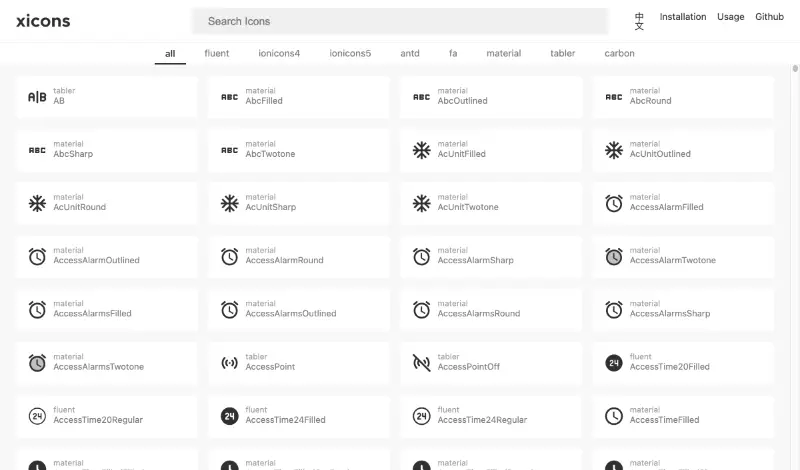 xicons
Search Icons
中文
Installation
Usage
Github
all
fluent
ionicons4
ionicons5
antd
fa
material
tabler
carbon
A|B
tabler
AB
ABC
material
AbcFilled
ABC
material
AbcOutlined
ABC
material
AbcRound
ABC
material
AbcSharp
ABC
material
AbcTwotone
material
AcUnitFilled
material
AcUnitOutlined
material
AcUnitRound
material
AcUnitSharp
material
AcUnitTwotone
material
AccessAlarmFilled
material
AccessAlarmOutlined
material
AccessAlarmRound
material
AccessAlarmSharp
material
AccessAlarmTwotone
material
AccessAlarmsFilled
material
AccessAlarmsOutlined
material
AccessAlarmsRound
material
AccessAlarmsSharp
material
AccessAlarmsTwotone
tabler
AccessPoint
tabler
AccessPointOff
24
fluent
AccessTime20Filled
24
fluent
AccessTime20Regular
24
fluent
AccessTime24Filled
24
fluent
AccessTime24Regular
material
AccessTimeFilled
material
material
material
material